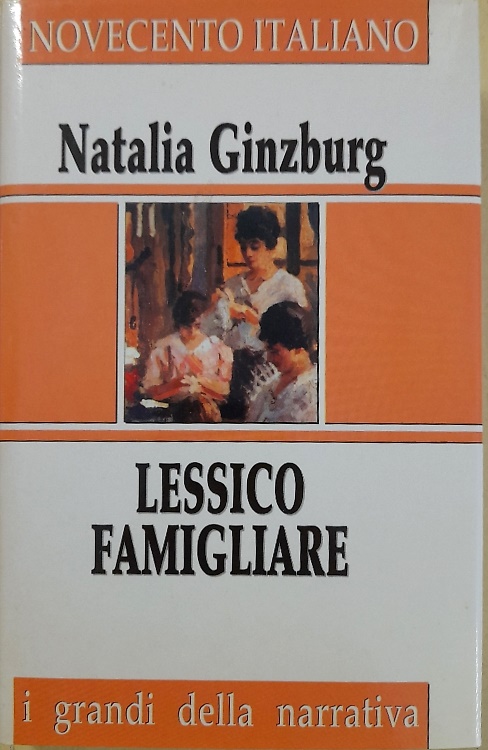 NOVECENTO ITALIANO
Natalia Ginzburg
LESSICO
FAMIGLIARE
i grandi della narrativa